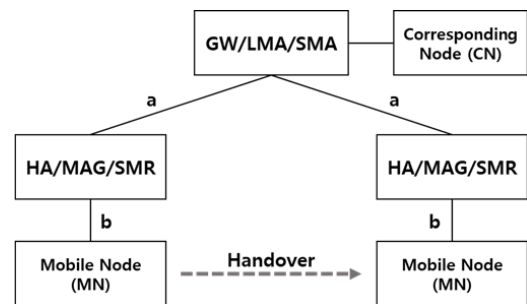 GW/LMA/SMA
Corresponding
Node (CN)
a
a
HA/MAG/SMR
HA/MAG/SMR
b
b
Handover
Mobile Node
(MN)
Mobile Node
(MN)